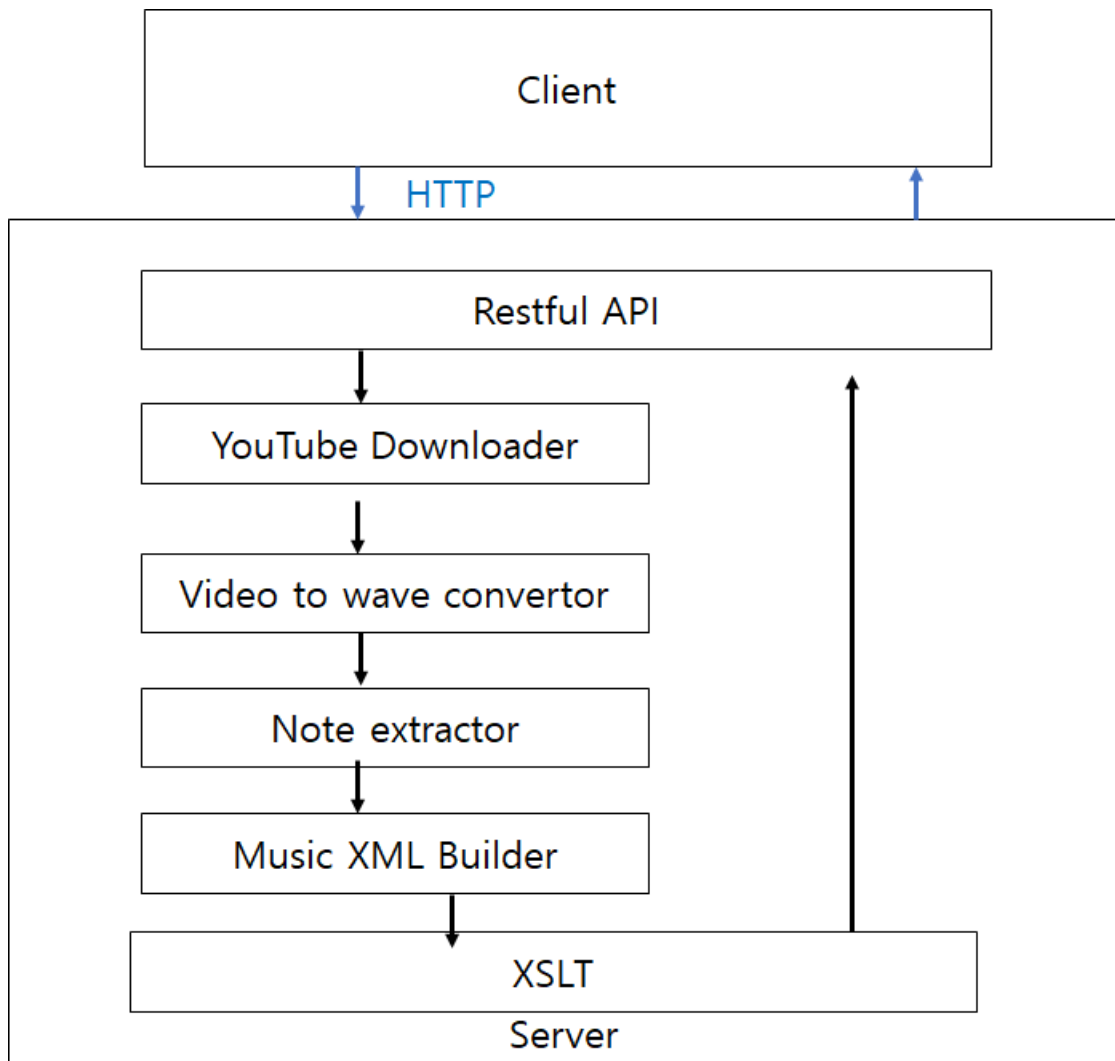 Client
HTTP
Restful API
YouTube Downloader
Video to wave convertor
Note extractor
Music XML Builder
XSLT
Server